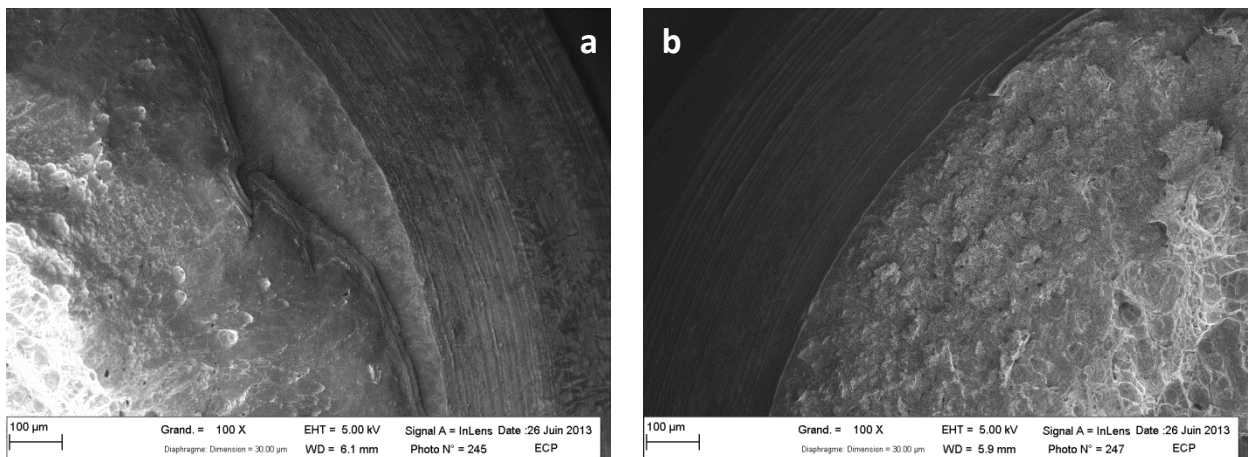 a
100 µm
Grand. = 100 X
EHT = 5.00 kV
Signal A = InLens
Date :26 Juin 2013
Diaphragme: Dimension = 30.00 µm
WD = 6.1 mm
Photo N° = 245
ECP
b
100 µm
Grand. = 100 X
EHT = 5.00 kV
Signal A = InLens
Date :26 Juin 2013
Diaphragme: Dimension = 30.00 µm
WD = 5.9 mm
Photo N° = 247
ECP